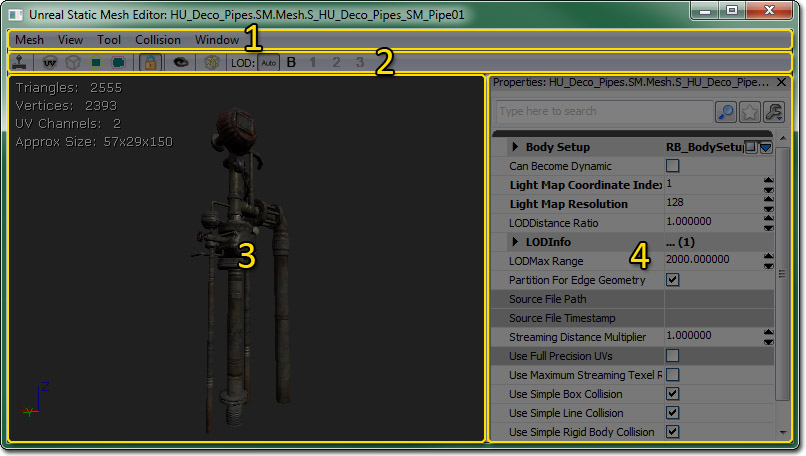 Unreal Static Mesh Editor: HU_Deco_Pipes.SM.Mesh.S_HU_Deco_Pipes_SM_Pipe01
Mesh View Tool Collision Window
1
LOD: Auto B 1 2 3
2
Triangles: 2555
Vertices: 2393
UV Channels: 2
Approx Size: 57x29x150
Z
3
Properties: HU_Deco_Pipes.SM.Mesh.S_HU_Deco_Pipe...
Type here to search
Body Setup RB_BodySetup
Can Become Dynamic
Light Map Coordinate Index 1
Light Map Resolution 128
LODDistance Ratio 1.000000
LODInfo ... (1)
LODMax Range 2000.000000
4
Partition For Edge Geometry
Source File Path
Source File Timestamp
Streaming Distance Multiplier 1.000000
Use Full Precision UVs
Use Maximum Streaming Texel R
Use Simple Box Collision
Use Simple Line Collision
Use Simple Rigid Body Collision